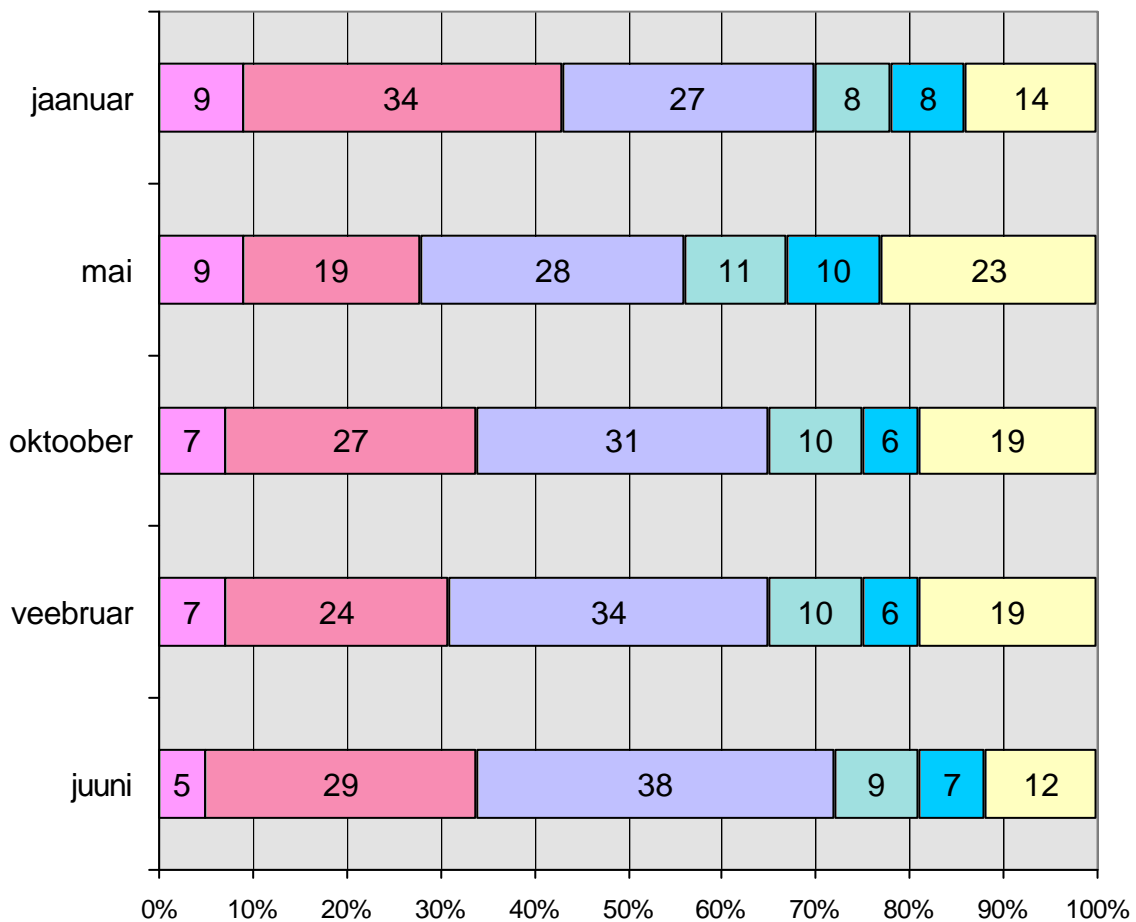 jaanuar 9 34 27 8 8 14
mai 9 19 28 11 10 23
oktoober 7 27 31 10 6 19
veebruar 7 24 34 10 6 19
juuni 5 29 38 9 7 12
0% 10% 20% 30% 40% 50% 60% 70% 80% 90% 100%